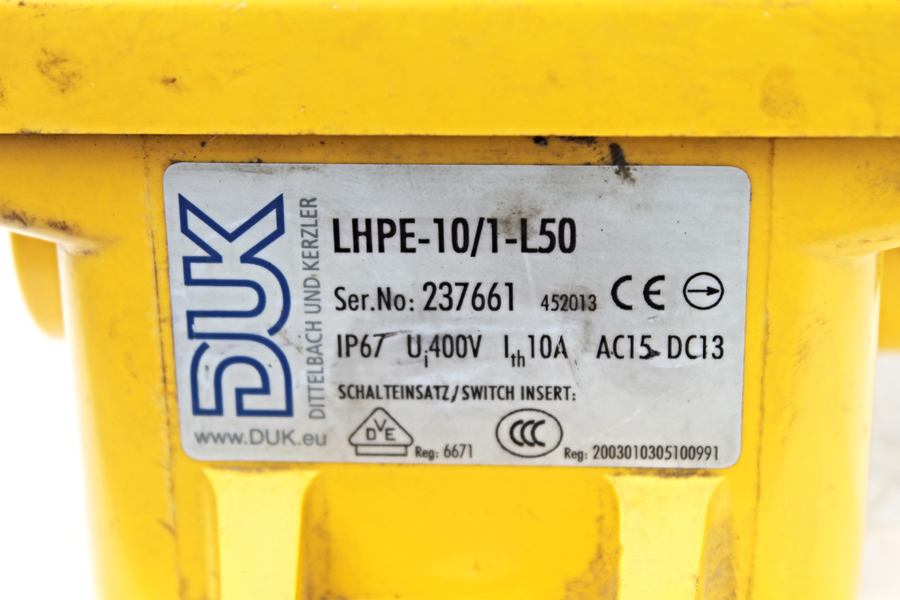 DUK
DITTELBACH UND KERZLER
LHPE-10/1-L50
Ser.No: 237661 452013 CE
IP67 Ui400V Ith10A AC15 DC13
SCHALTEINSATZ/SWITCH INSERT:
www.DUK.eu
DVE Reg: 6671
CCC Reg: 2003010305100991